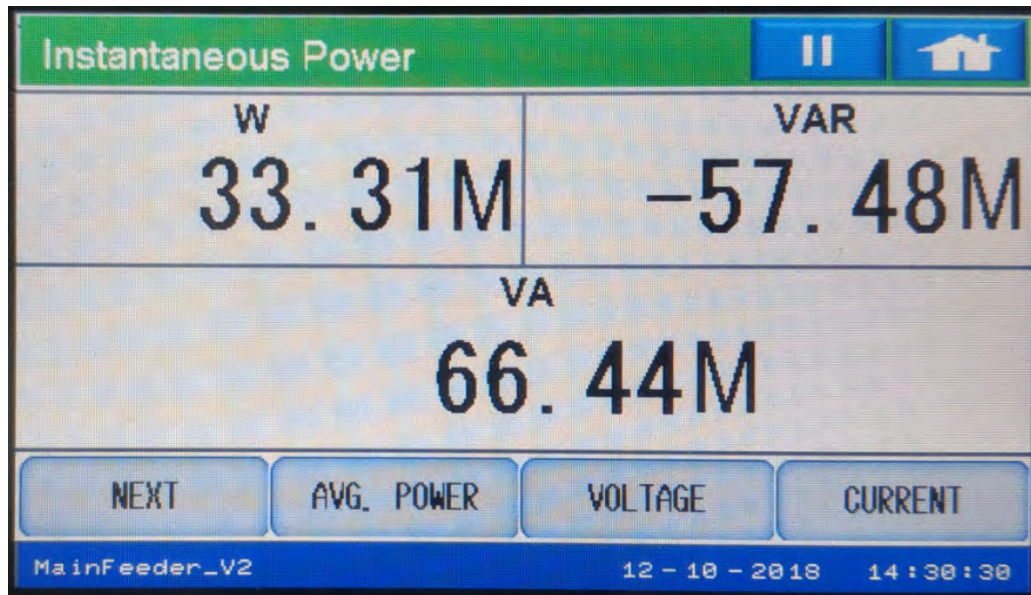 Instantaneous Power
W
33.31M
VAR
-57.48M
VA
66.44M
NEXT
AVG. POWER
VOLTAGE
CURRENT
MainFeeder_V2
12-10-2018 14:30:30